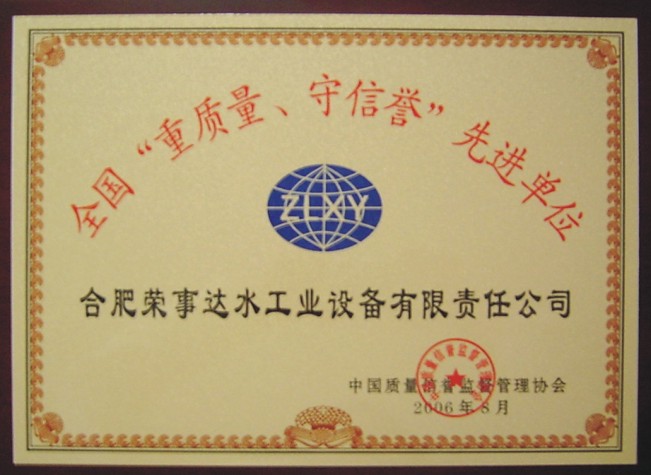 全国“重质量、守信誉”先进单位
ZLXY
合肥荣事达水工业设备有限责任公司
中国质量信誉监督管理协会
2006年8月